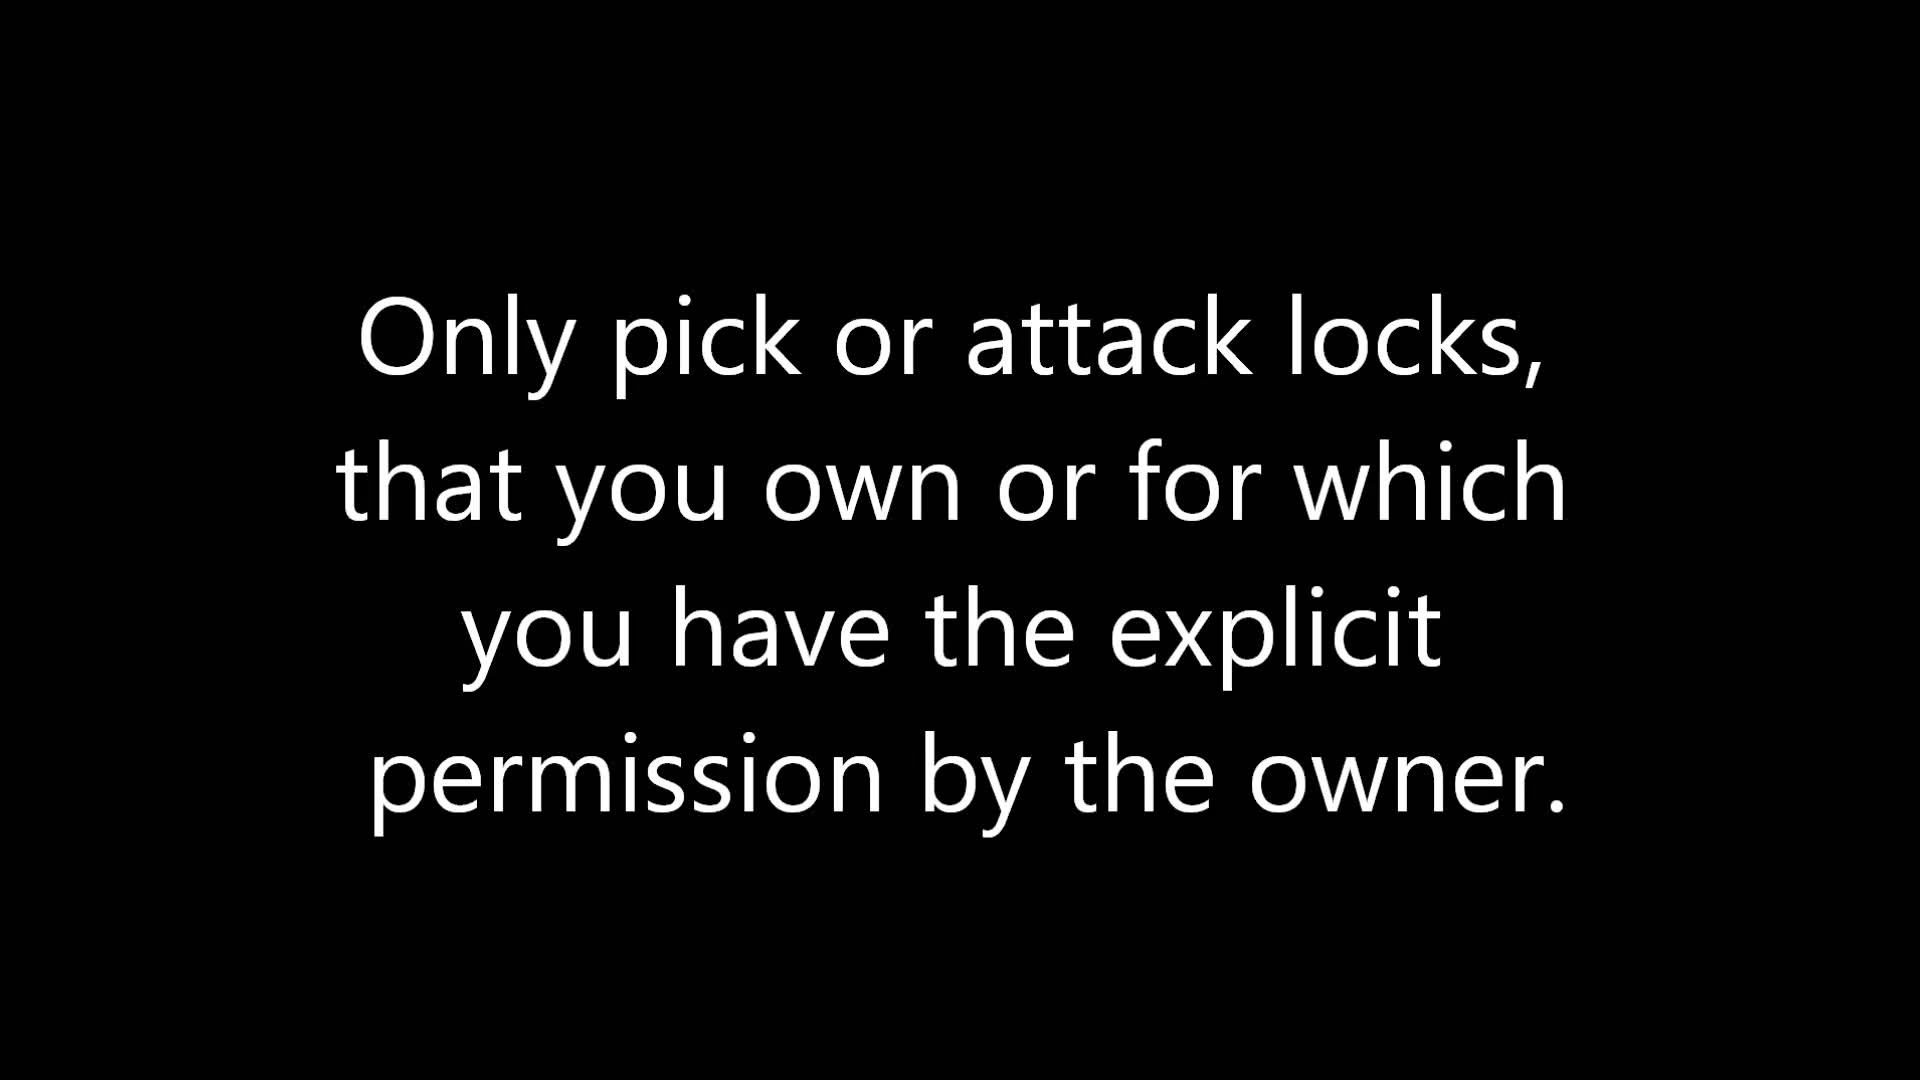 Only pick or attack locks,
that you own or for which
you have the explicit
permission by the owner.